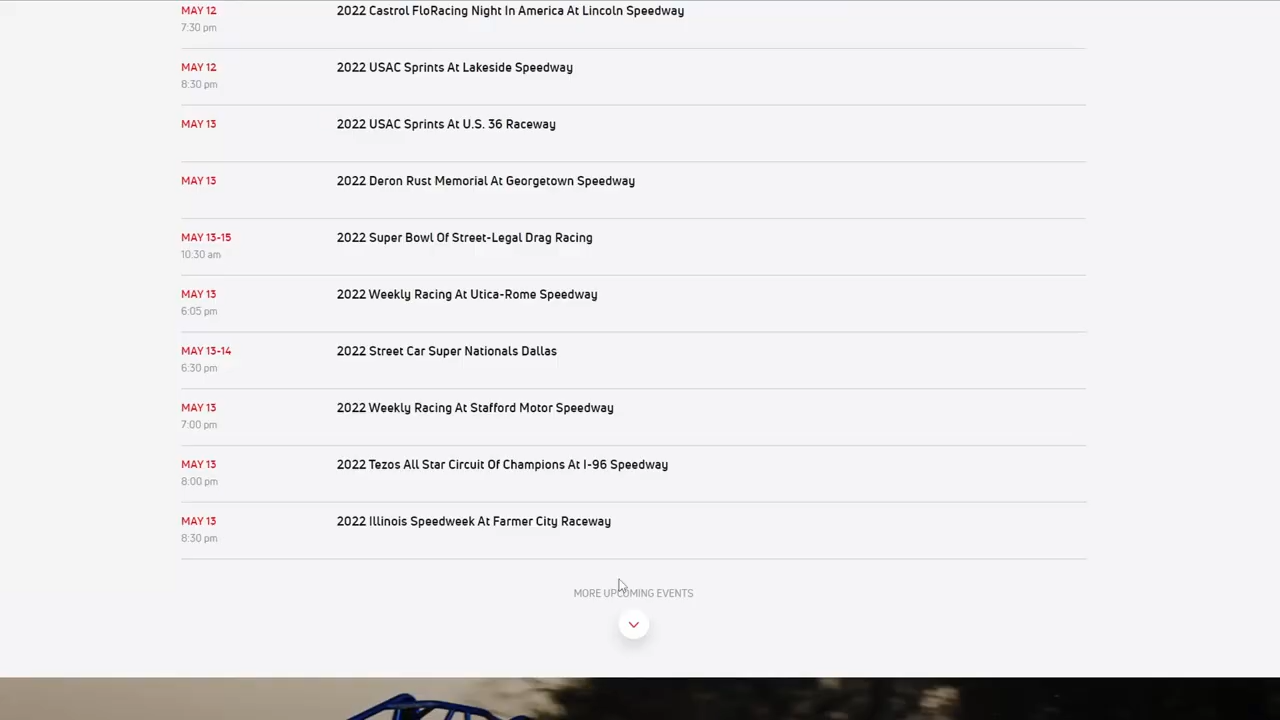 MAY 12
2022 Castrol FloRacing Night In America At Lincoln Speedway
7:30 pm
MAY 12
2022 USAC Sprints At Lakeside Speedway
8:30 pm
MAY 13
2022 USAC Sprints At U.S. 36 Raceway
MAY 13
2022 Deron Rust Memorial At Georgetown Speedway
MAY 13-15
2022 Super Bowl Of Street-Legal Drag Racing
10:30 am
MAY 13
2022 Weekly Racing At Utica-Rome Speedway
6:05 pm
MAY 13-14
2022 Street Car Super Nationals Dallas
6:30 pm
MAY 13
2022 Weekly Racing At Stafford Motor Speedway
7:00 pm
MAY 13
2022 Tezos All Star Circuit Of Champions At I-96 Speedway
8:00 pm
MAY 13
2022 Illinois Speedweek At Farmer City Raceway
8:30 pm
MORE UPCOMING EVENTS